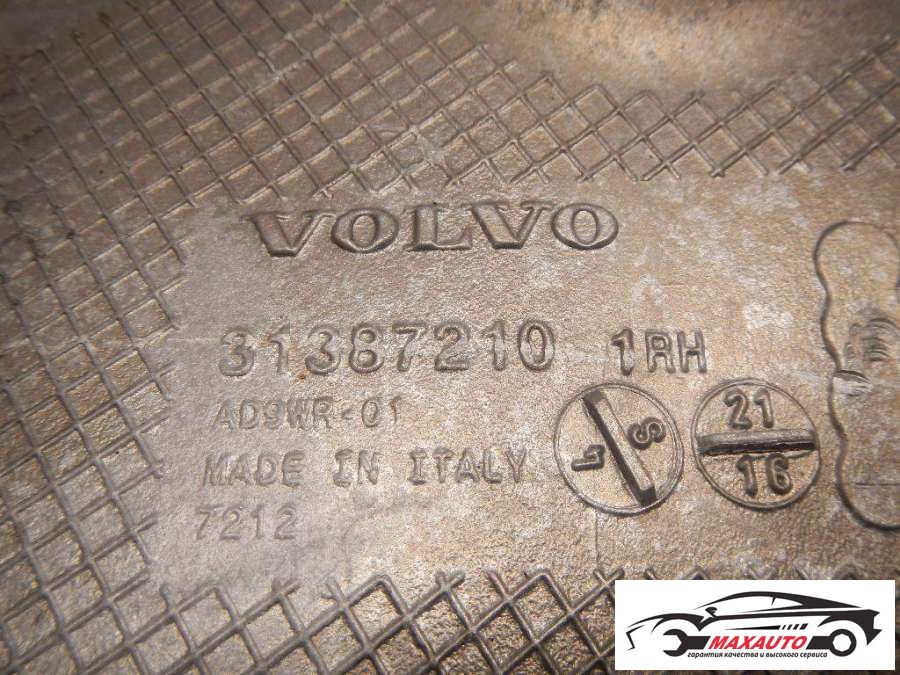 VOLVO
31387210 1RH
AD9WR-01
MADE IN ITALY
7212
21
16
MAXAUTO
гарантия качества и высокого сервиса